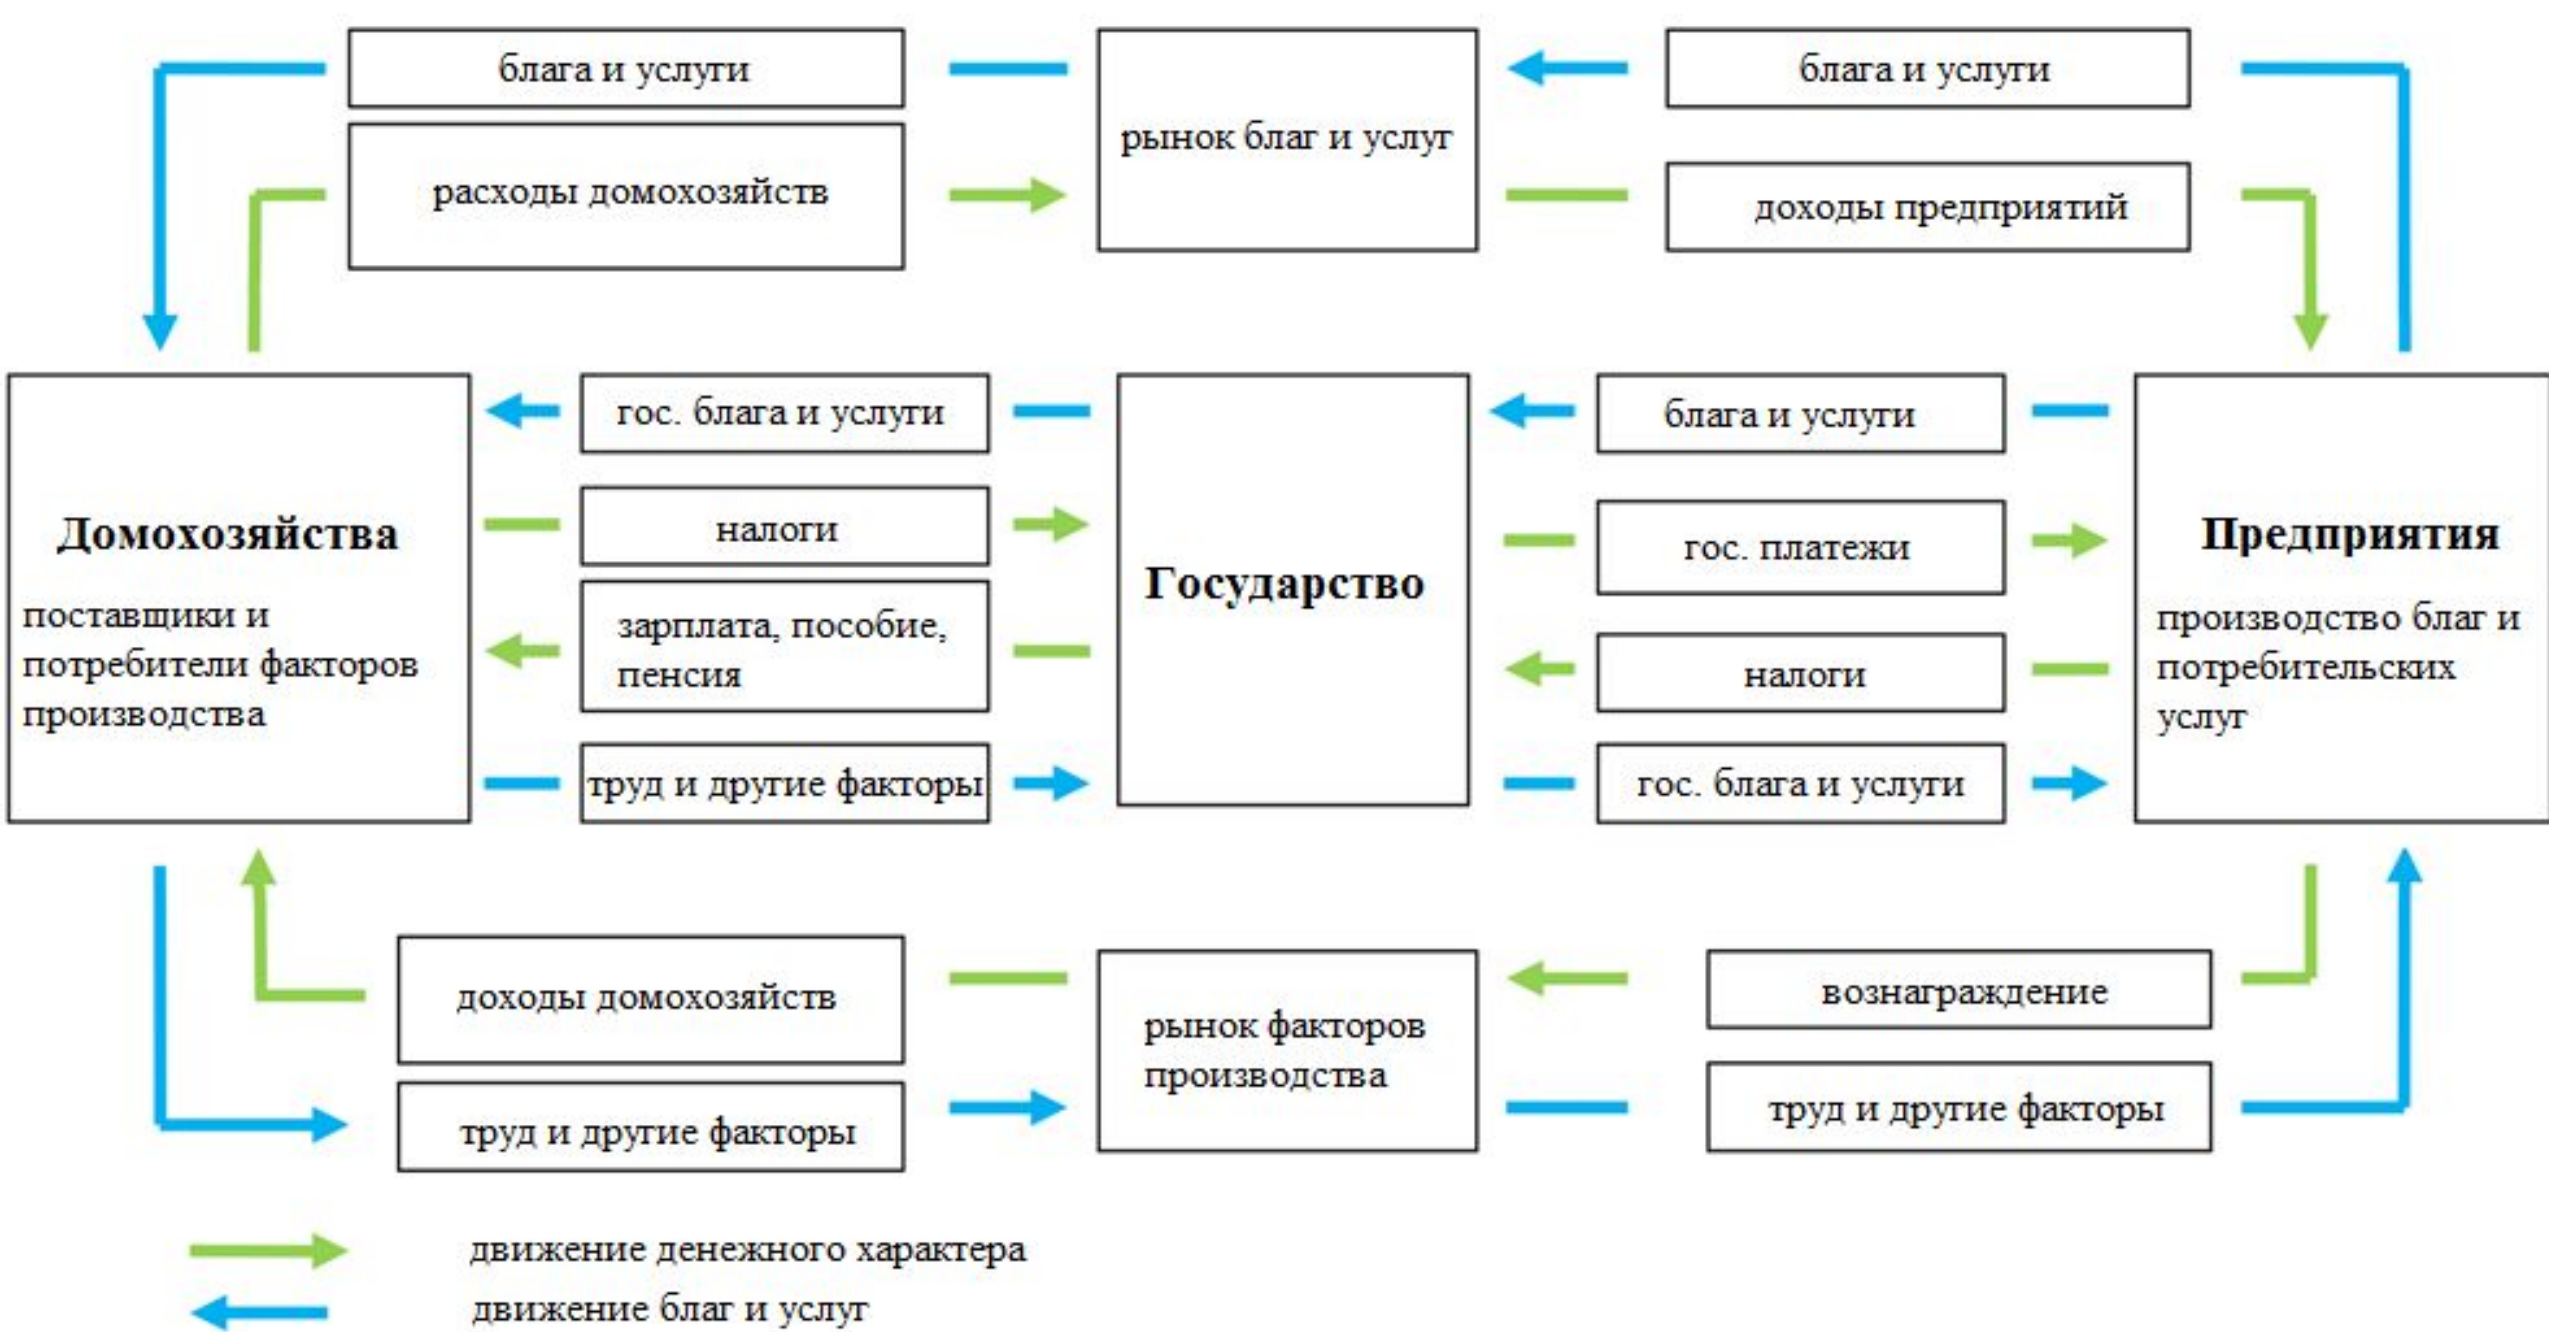 блага и услуги
блага и услуги
рынок благ и услуг
расходы домохозяйств
доходы предприятий
гос. блага и услуги
блага и услуги
Домохозяйства
поставщики и
потребители факторов
производства
налоги
Государство
гос. платежи
Предприятия
производство благ и
потребительских
услуг
зарплата, пособие,
пенсия
налоги
труд и другие факторы
гос. блага и услуги
доходы домохозяйств
рынок факторов
производства
вознаграждение
труд и другие факторы
труд и другие факторы
движение денежного характера
движение благ и услуг